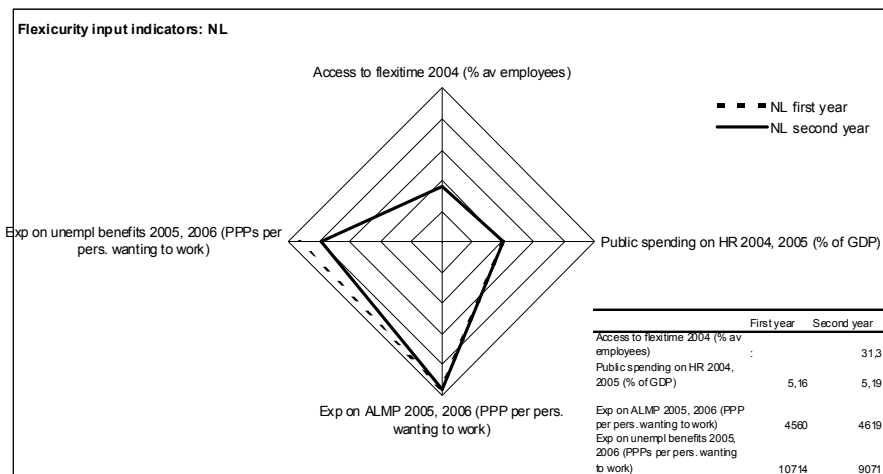 Flexicurity input indicators: NL
Access to flexitime 2004 (% av employees)
NL first year
NL second year
Exp on unempl benefits 2005, 2006 (PPPs per
pers. wanting to work)
Public spending on HR 2004, 2005 (% of GDP)
Exp on ALMP 2005, 2006 (PPP per pers.
wanting to work)
First year Second year
Access to flexitime 2004 (% av
employees) : 31,3
Public spending on HR 2004,
2005 (% of GDP) 5,16 5,19
Exp on ALMP 2005, 2006 (PPP
per pers. wanting to work) 4560 4619
Exp on unempl benefits 2005,
2006 (PPPs per pers. wanting
to work) 10714 9071